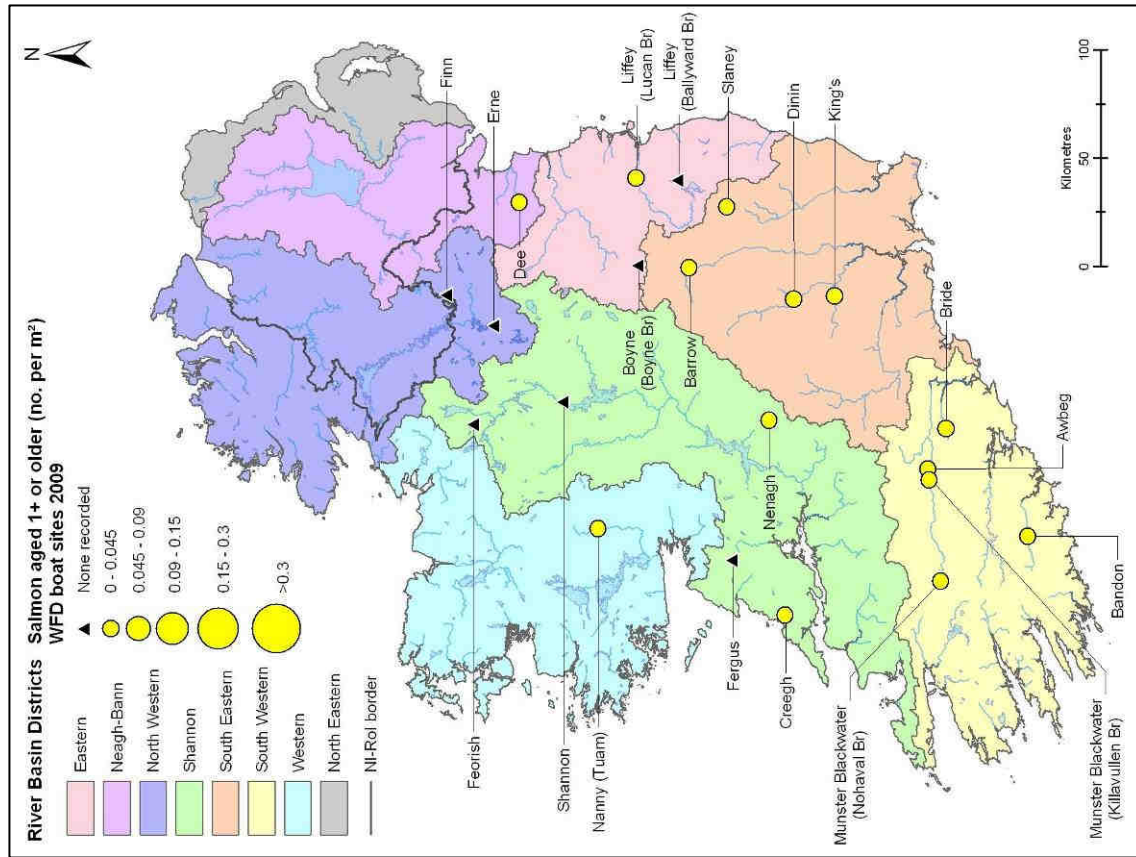 River Basin Districts
Eastern
Neagh-Bann
North Western
Shannon
South Eastern
South Western
Western
North Eastern
NI-RoI border
Salmon aged 1+ or older (no. per m²)
WFD boat sites 2009
None recorded
0 - 0.045
0.045 - 0.09
0.09 - 0.15
0.15 - 0.3
>0.3
N
Finn
Erne
Dee
Liffey
(Lucan Br)
Liffey
(Ballyward Br)
Slaney
Dinin
King's
Boyne
(Boyne Br)
Barrow
Feorish
Shannon
Nanny (Tuam)
Fergus
Creegh
Nenagh
Munster Blackwater
(Nohaval Br)
Munster Blackwater
(Killavullen Br)
Bandon
Awbeg
Bride
0
50
100
Kilometres